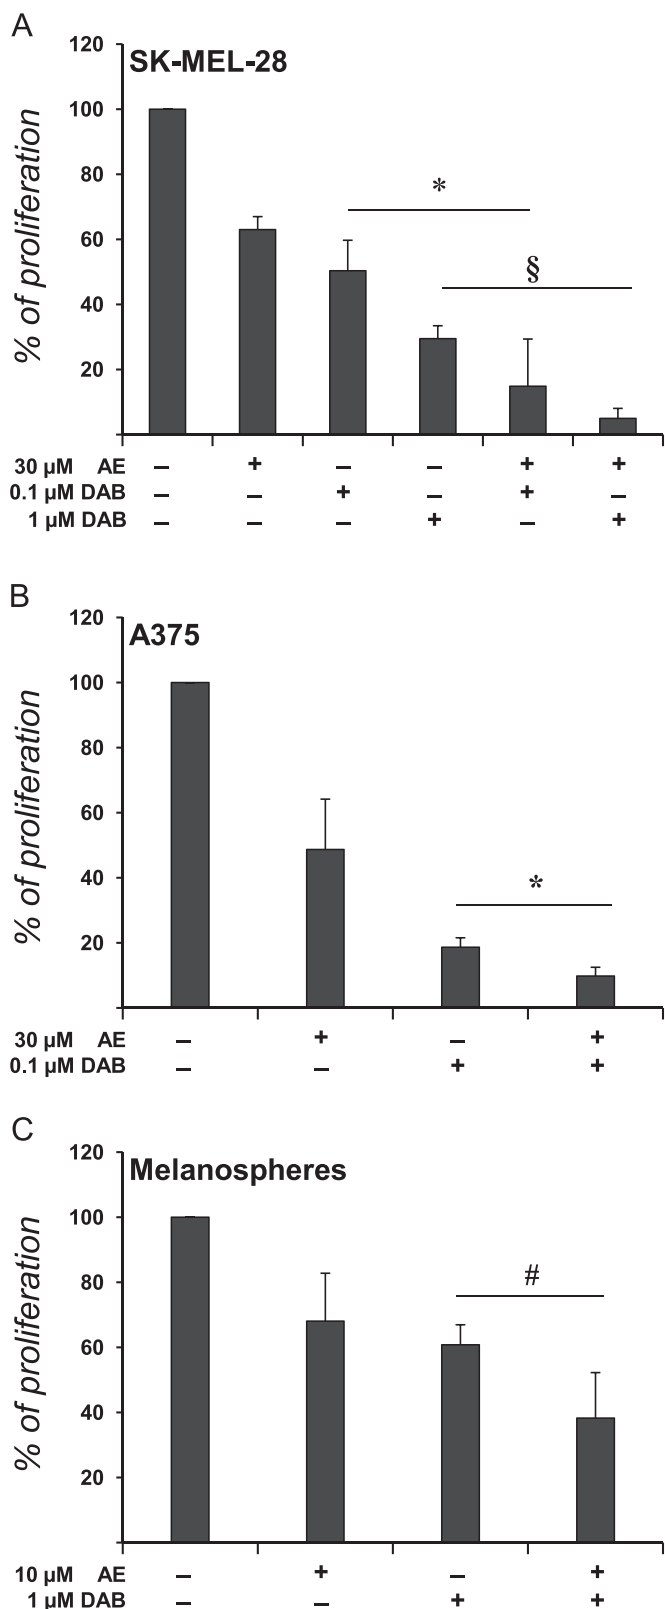 A
SK-MEL-28
% of proliferation
120
100
80
60
40
20
*
§
30 µM AE – + – – + +
0.1 µM DAB – – + – + –
1 µM DAB – – – + – +
B
A375
% of proliferation
120
100
80
60
40
20
*
30 µM AE – + – +
0.1 µM DAB – – + +
C
Melanospheres
% of proliferation
120
100
80
60
40
20
#
10 µM AE – + – +
1 µM DAB – – + +